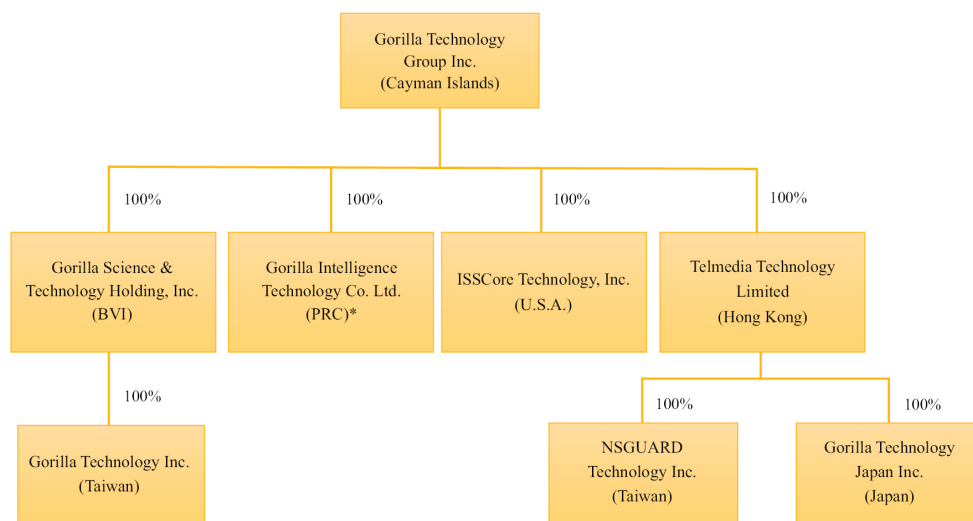 Gorilla Technology
Group Inc.
(Cayman Islands)
100%
100%
100%
100%
Gorilla Science &
Technology Holding, Inc.
(BVI)
Gorilla Intelligence
Technology Co. Ltd.
(PRC)*
ISSCore Technology, Inc.
(U.S.A.)
Telmedia Technology
Limited
(Hong Kong)
100%
100%
100%
Gorilla Technology Inc.
(Taiwan)
NSGUARD
Technology Inc.
(Taiwan)
Gorilla Technology
Japan Inc.
(Japan)